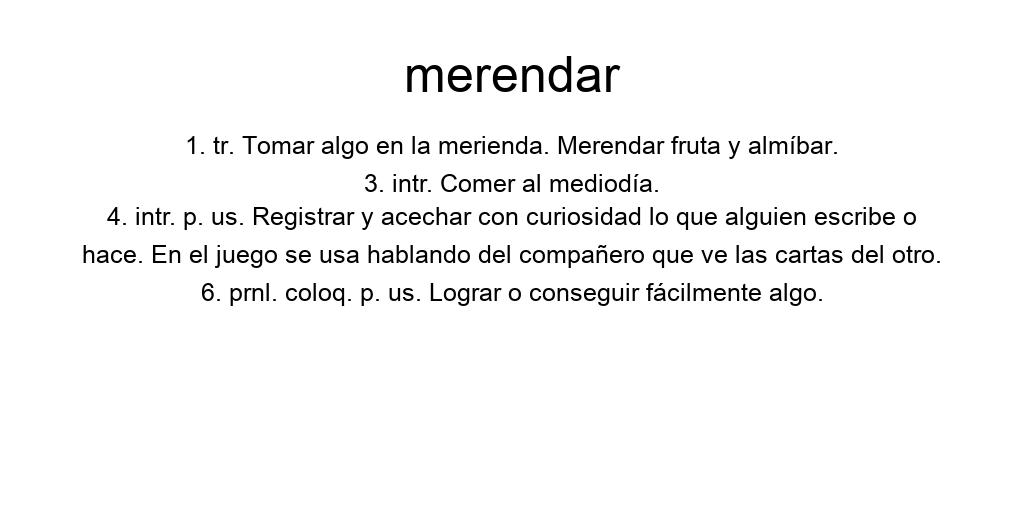 merendar
1. tr. Tomar algo en la merienda. Merendar fruta y almíbar.
3. intr. Comer al mediodía.
4. intr. p. us. Registrar y acechar con curiosidad lo que alguien escribe o
hace. En el juego se usa hablando del compañero que ve las cartas del otro.
6. prnl. coloq. p. us. Lograr o conseguir fácilmente algo.